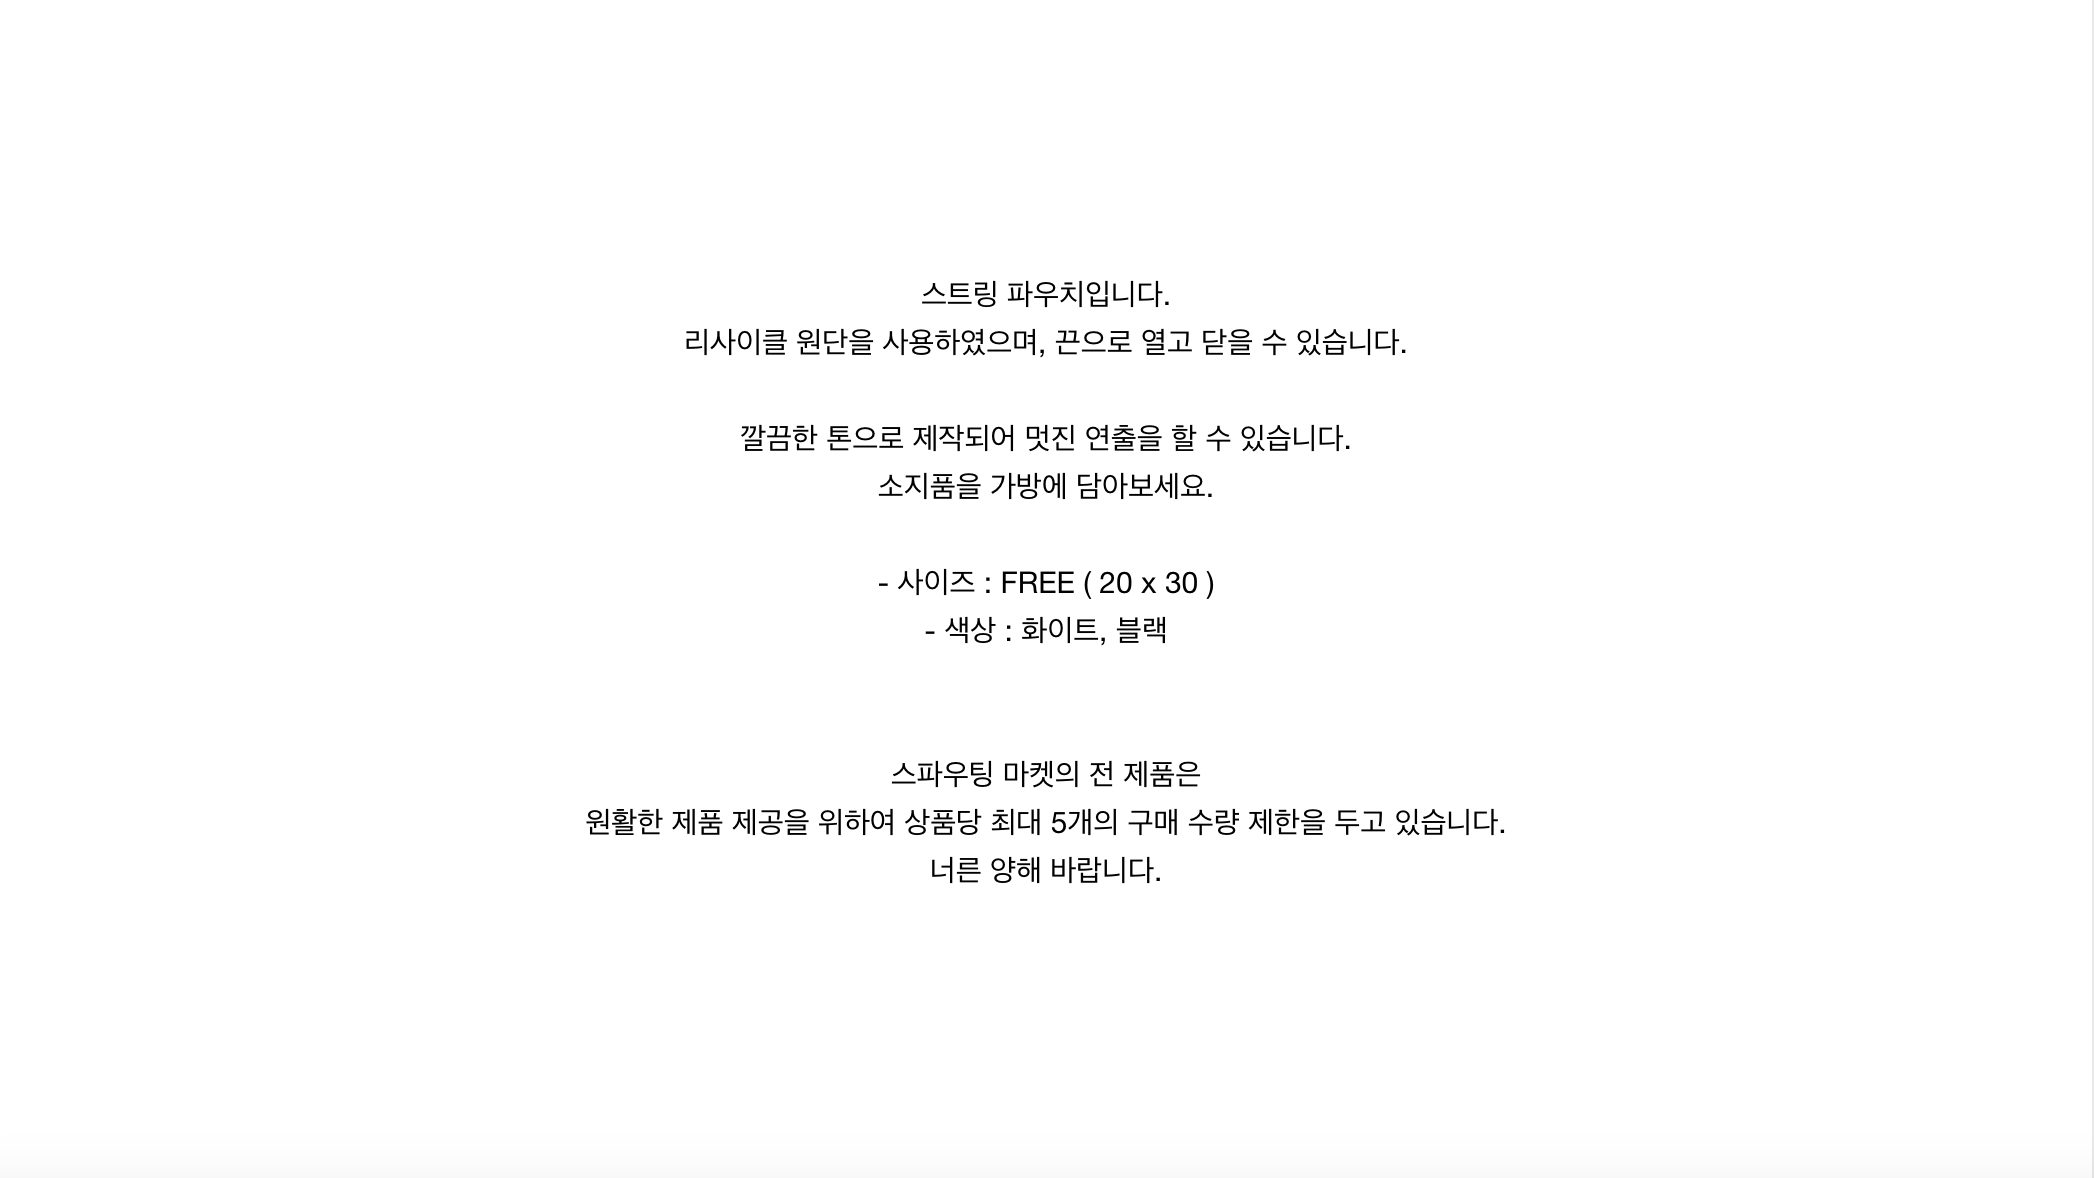 스트링 파우치입니다.
리사이클 원단을 사용하였으며, 끈으로 열고 닫을 수 있습니다.
깔끔한 톤으로 제작되어 멋진 연출을 할 수 있습니다.
소지품을 가방에 담아보세요.
- 사이즈 : FREE ( 20 x 30 )
- 색상 : 화이트, 블랙
스파우팅 마켓의 전 제품은
원활한 제품 제공을 위하여 상품당 최대 5개의 구매 수량 제한을 두고 있습니다.
너른 양해 바랍니다.